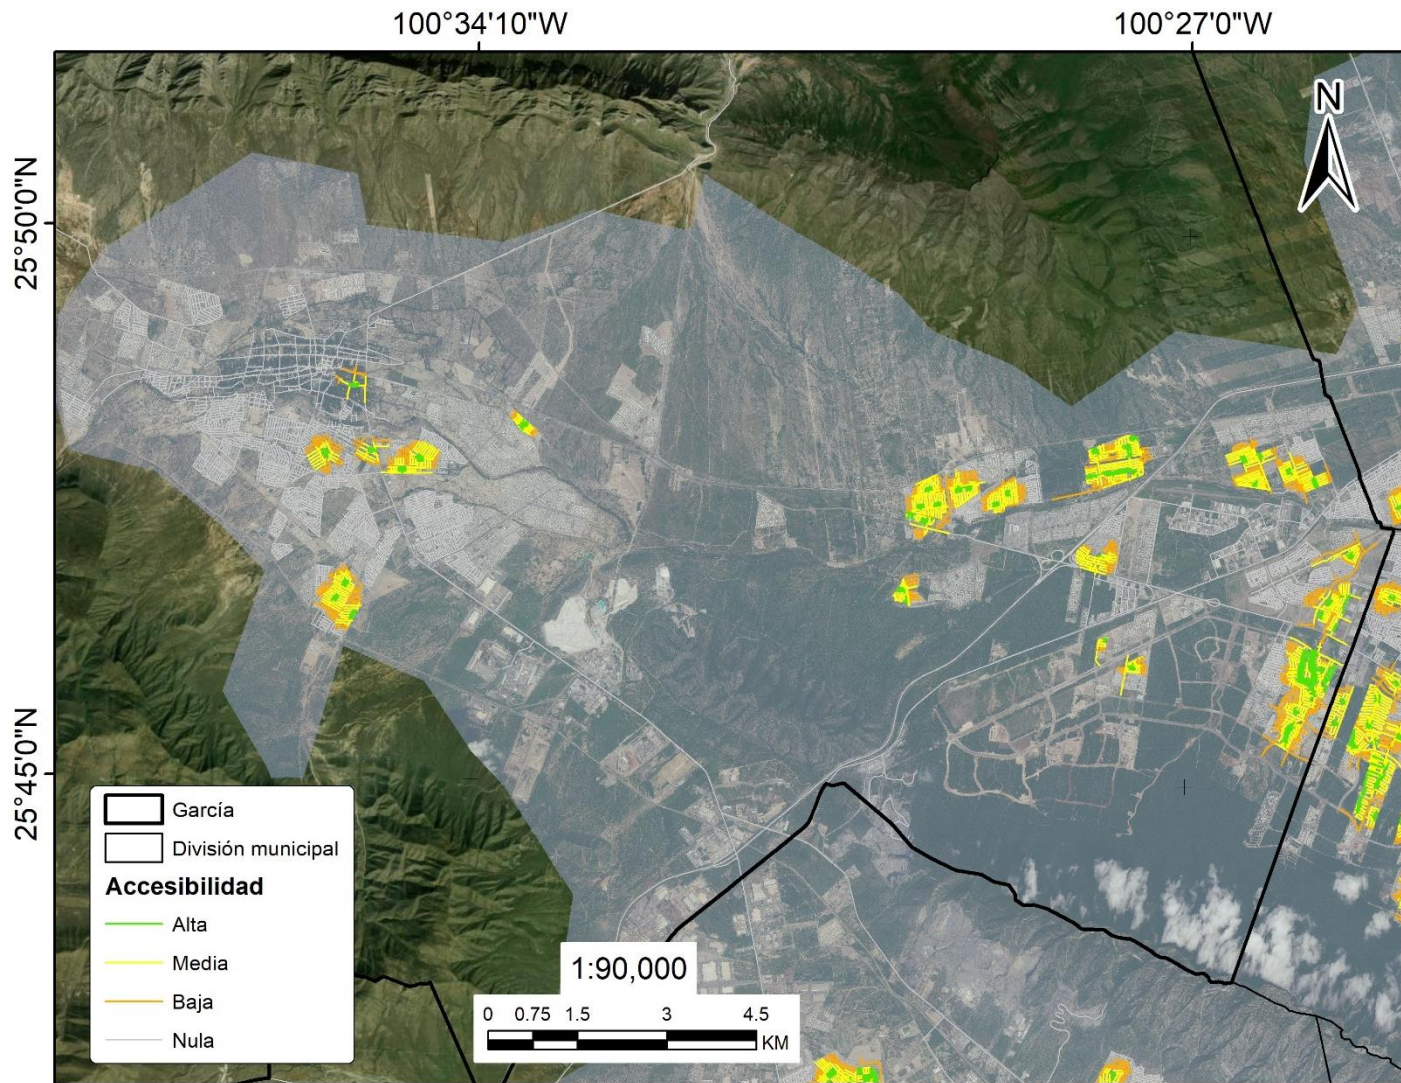 100°34'10"W
100°27'0"W
N
25°50'0"N
25°45'0"N
García
División municipal
Accesibilidad
Alta
Media
Baja
Nula
1:90,000
0 0.75 1.5 3 4.5
KM